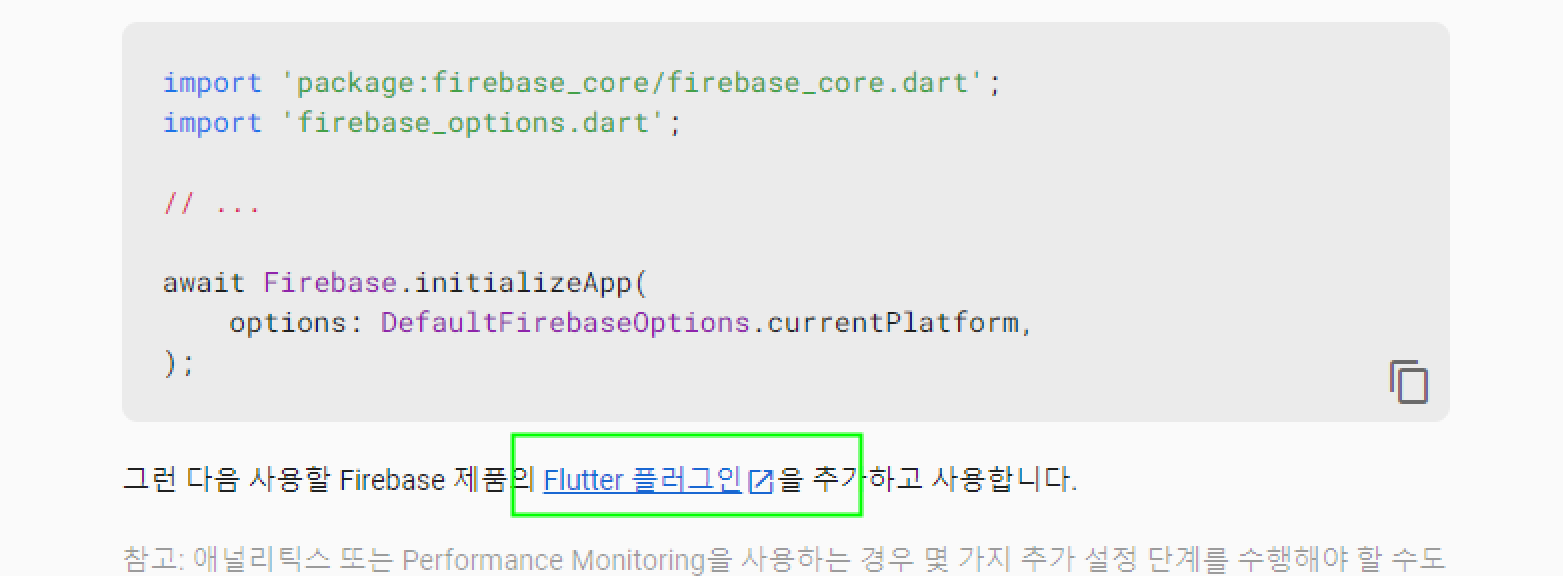 import 'package:firebase_core/firebase_core.dart';
import 'firebase_options.dart';
// ...
await Firebase.initializeApp(
    options: DefaultFirebaseOptions.currentPlatform,
);
그런 다음 사용할 Firebase 제품의 Flutter 플러그인을 추가하고 사용합니다.
참고: 애널리틱스 또는 Performance Monitoring을 사용하는 경우 몇 가지 추가 설정 단계를 수행해야 할 수도